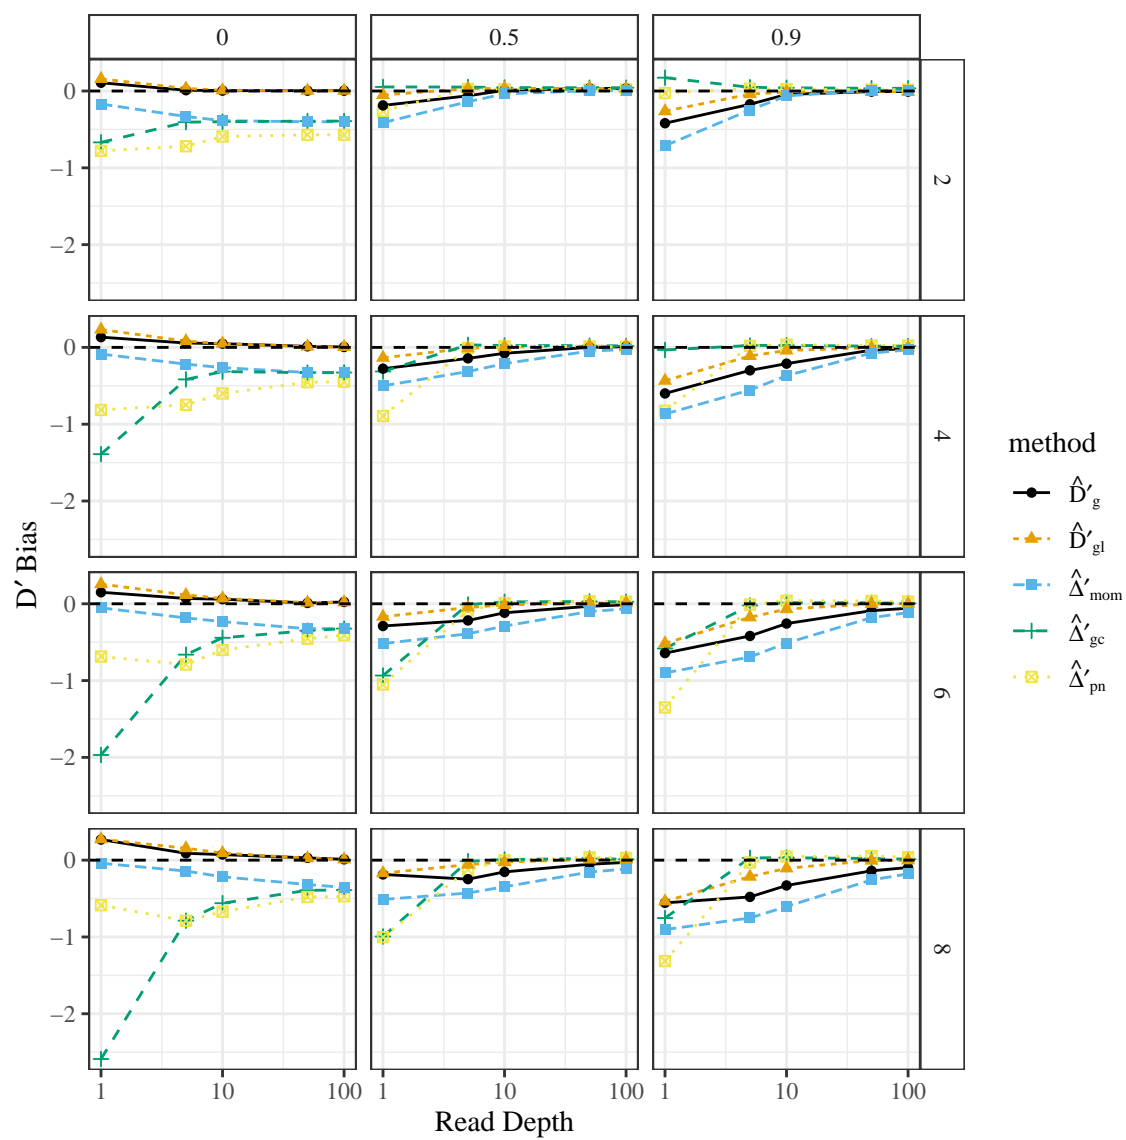 0 0.5 0.9
0
−1
−2
2
0
−1
−2
4
0
−1
−2
6
0
−1
−2
8
1 10 100 1 10 100 1 10 100
Read Depth
D′ Bias
method
D̂′g
D̂′gl
Δ̂′mom
Δ̂′gc
Δ̂′pn